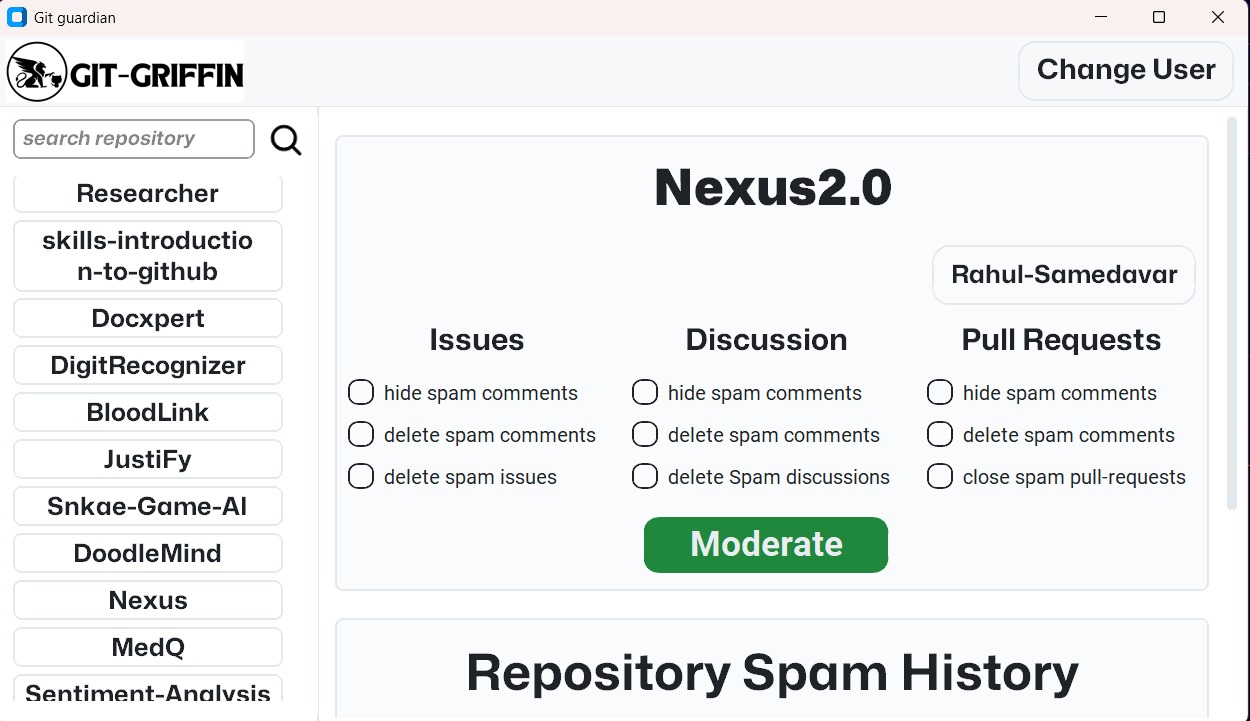 Git guardian
GIT-GRIFFIN
Change User
search repository
Researcher
skills-introductio
n-to-github
Docxpert
DigitRecognizer
BloodLink
JustiFy
Snkae-Game-AI
DoodleMind
Nexus
MedQ
Sentiment-Analysis
Nexus2.0
Rahul-Samedavar
Issues
hide spam comments
delete spam comments
delete spam issues
Discussion
hide spam comments
delete spam comments
delete Spam discussions
Pull Requests
hide spam comments
delete spam comments
close spam pull-requests
Moderate
Repository Spam History